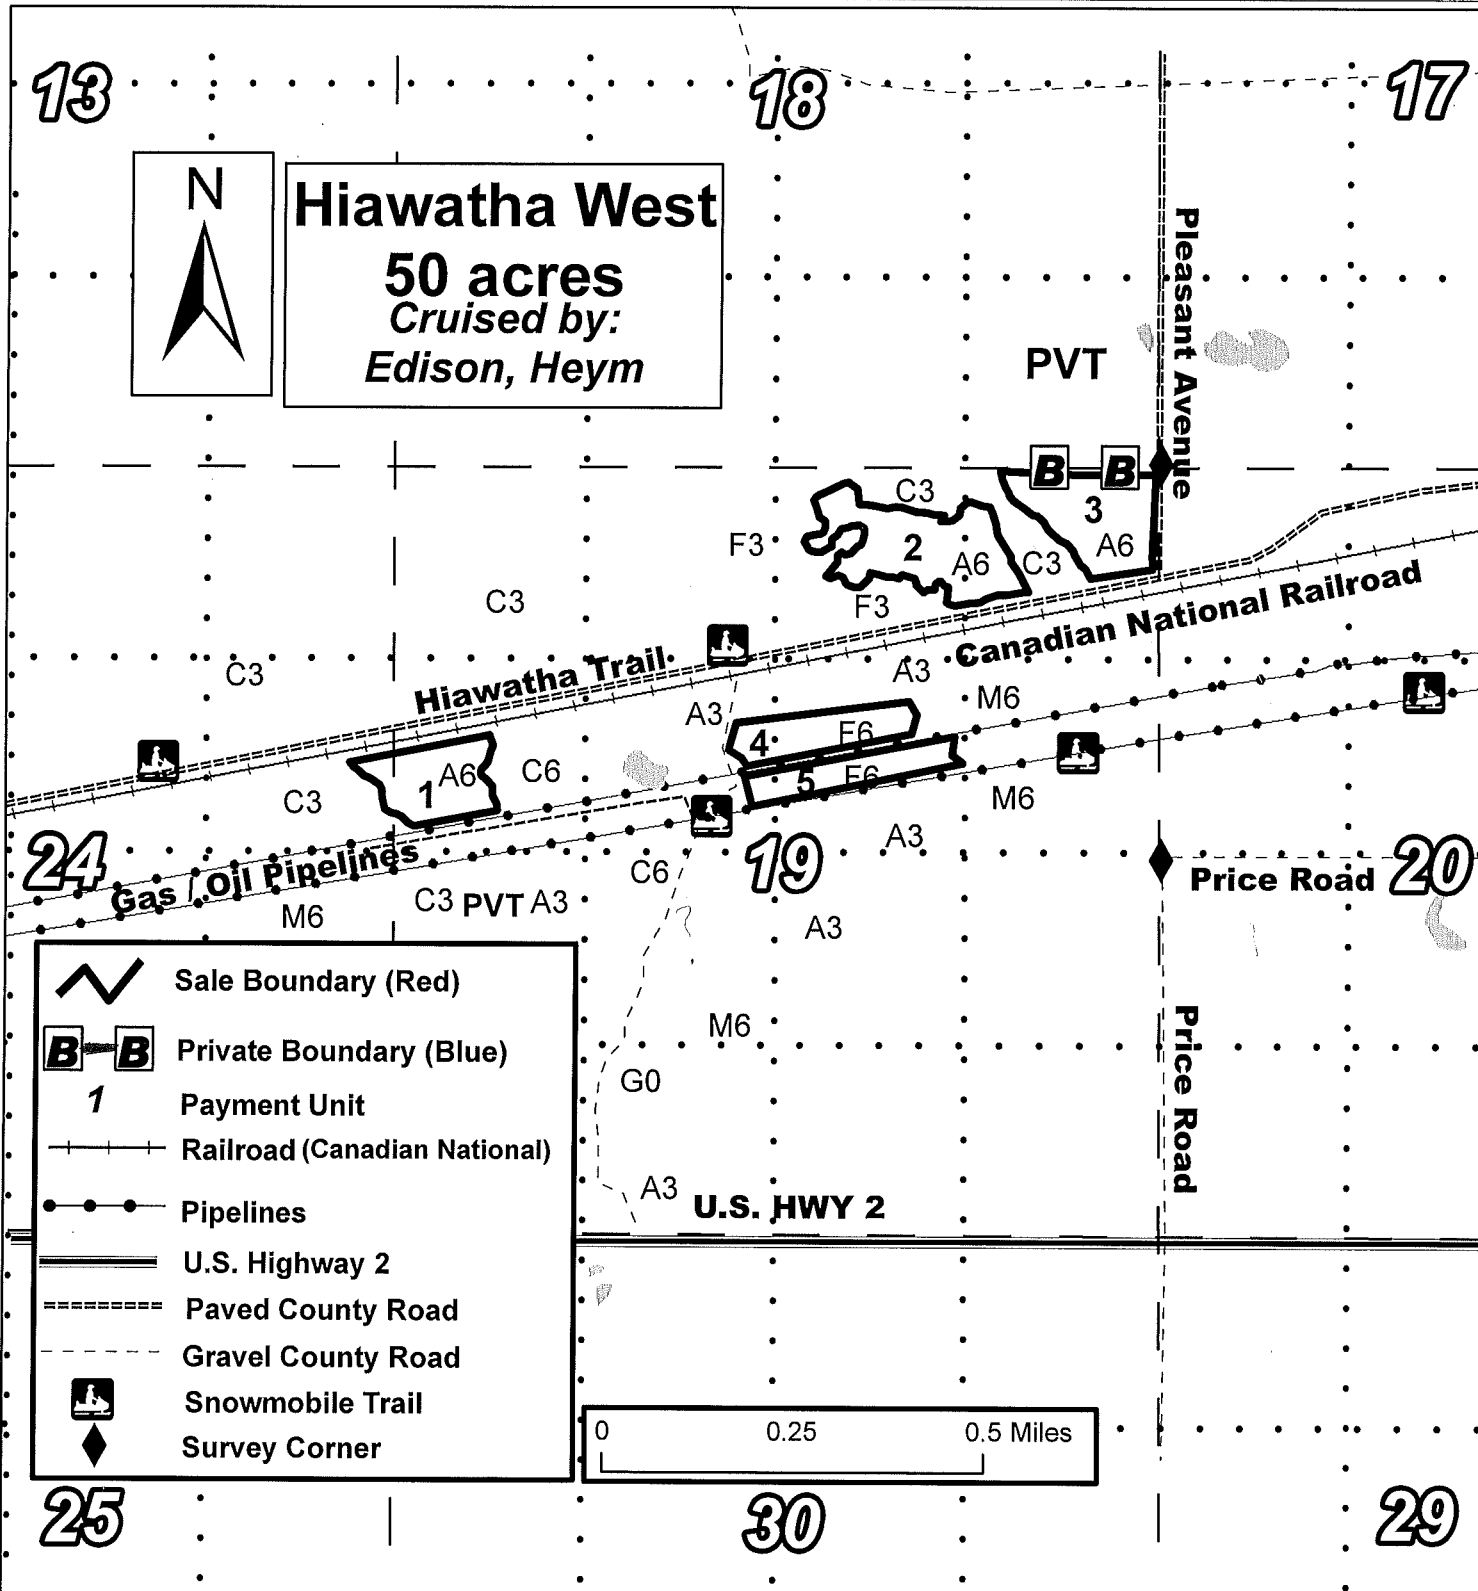 13
18
17
N
Hiawatha West
50 acres
Cruised by:
Edison, Heym
Pleasant Avenue
PVT
B B
C3
3
F3
2
A6
C3
A6
C3
F3
Canadian National Railroad
C3
Hiawatha Trail
A3
M6
A3
4
F6
1
A6
C6
5
F6
C3
M6
A3
24
Gas / Oil Pipelines
C6
19
Price Road
20
M6
C3
PVT
A3
A3
Sale Boundary (Red)
B B
Private Boundary (Blue)
M6
Price Road
1
Payment Unit
G0
Railroad (Canadian National)
A3
U.S. HWY 2
Pipelines
U.S. Highway 2
Paved County Road
Gravel County Road
Snowmobile Trail
Survey Corner
0
0.25
0.5 Miles
25
30
29